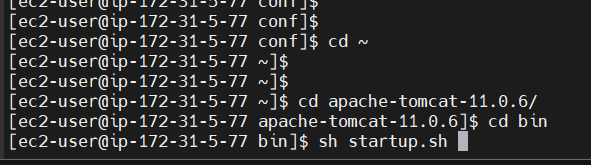 [ec2-user@ip-172-31-5-77 conf]$
[ec2-user@ip-172-31-5-77 conf]$
[ec2-user@ip-172-31-5-77 conf]$ cd ~
[ec2-user@ip-172-31-5-77 ~]$
[ec2-user@ip-172-31-5-77 ~]$
[ec2-user@ip-172-31-5-77 ~]$ cd apache-tomcat-11.0.6/
[ec2-user@ip-172-31-5-77 apache-tomcat-11.0.6]$ cd bin
[ec2-user@ip-172-31-5-77 bin]$ sh startup.sh